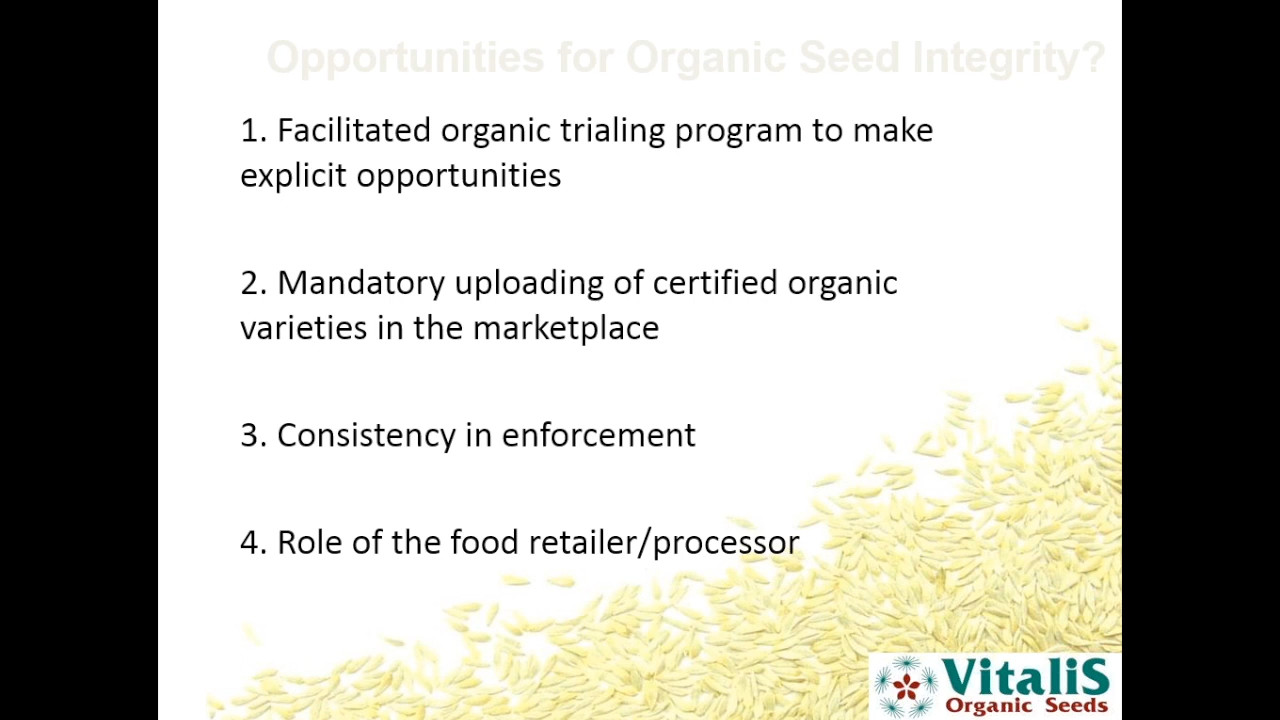 Opportunities for Organic Seed Integrity?
1. Facilitated organic trialing program to make
explicit opportunities
2. Mandatory uploading of certified organic
varieties in the marketplace
3. Consistency in enforcement
4. Role of the food retailer/processor
VitaliS
Organic Seeds